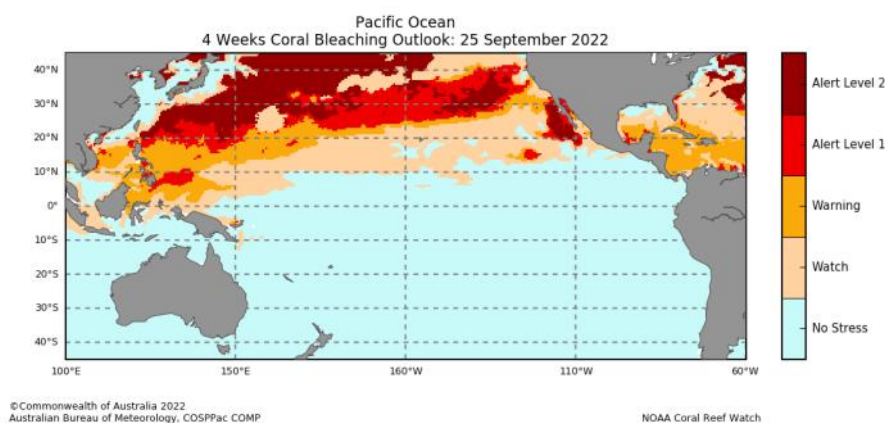 Pacific Ocean
4 Weeks Coral Bleaching Outlook: 25 September 2022
40°N
30°N
20°N
10°N
0°
10°S
20°S
30°S
40°S
100°E
150°E
160°W
110°W
60°W
Alert Level 2
Alert Level 1
Warning
Watch
No Stress
©Commonwealth of Australia 2022
Australian Bureau of Meteorology, COSPPac COMP
NOAA Coral Reef Watch